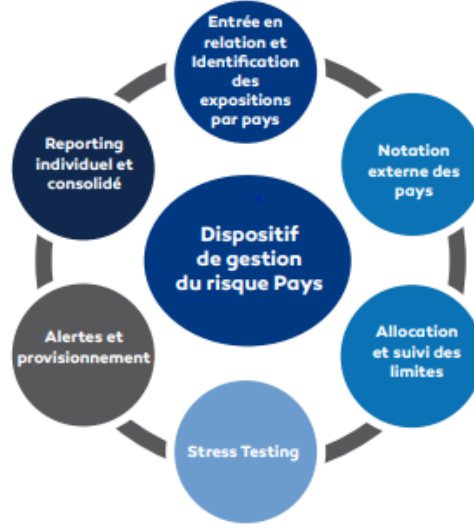 Entrée en
relation et
Identification
des
expositions
par pays
Notation
externe des
pays
Allocation
et suivi des
limites
Stress Testing
Alertes et
provisionnement
Reporting
individuel et
consolidé
Dispositif
de gestion
du risque Pays